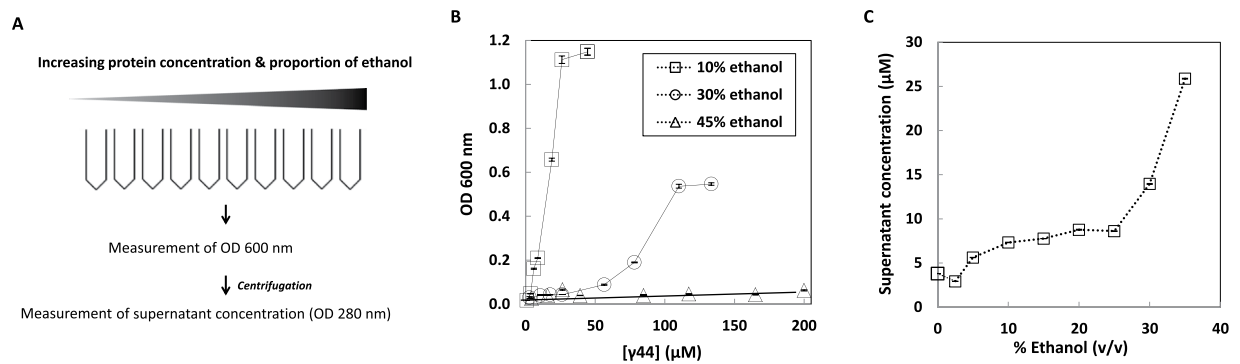 A
Increasing protein concentration & proportion of ethanol
Measurement of OD 600 nm
Centrifugation
Measurement of supernatant concentration (OD 280 nm)
B
1.2
1.0
0.8
0.6
0.4
0.2
0.0
OD 600 nm
10% ethanol
30% ethanol
45% ethanol
0
50
100
150
200
[γ44] (μM)
C
30
25
20
15
10
5
0
Supernatant concentration (μM)
0
10
20
30
40
% Ethanol (v/v)